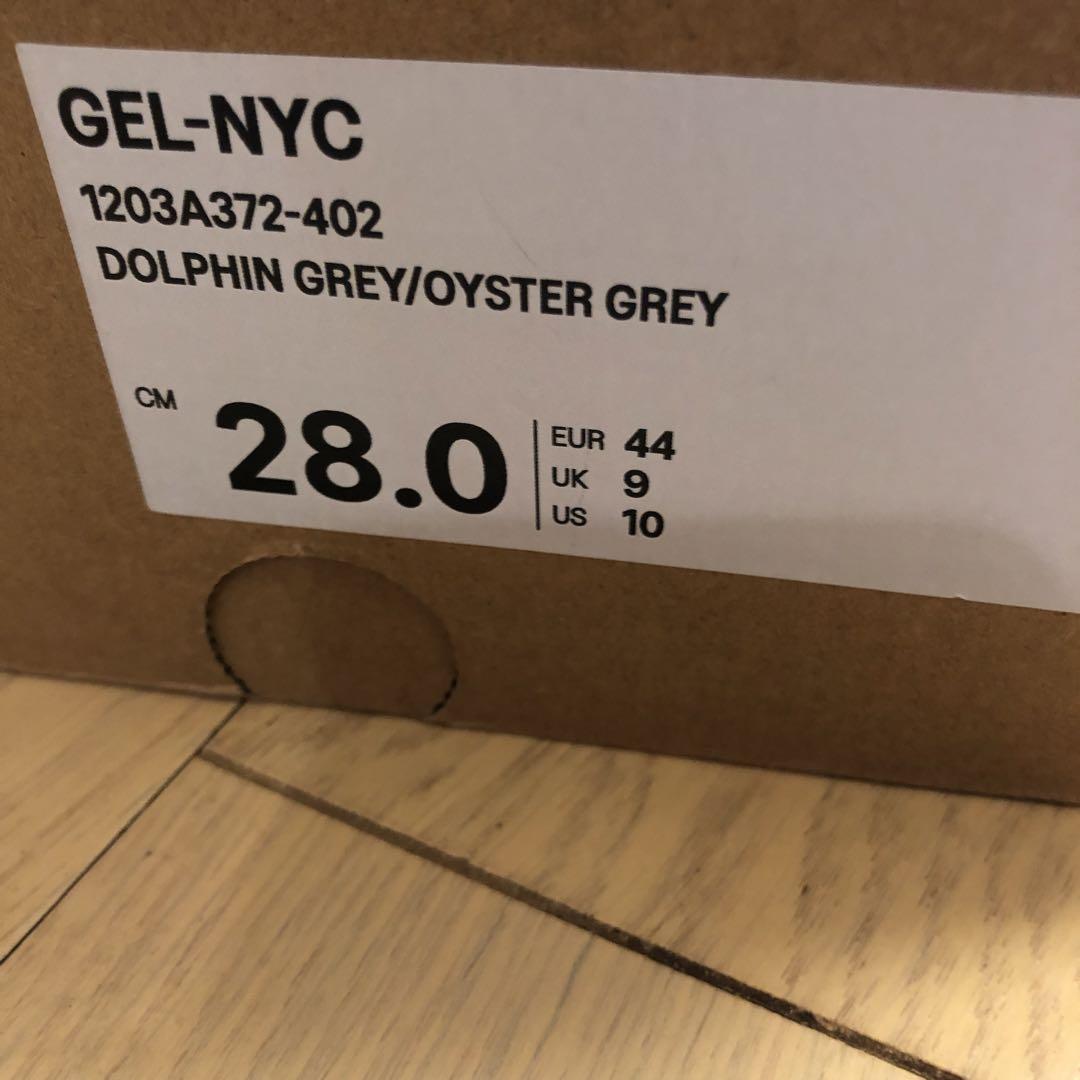 GEL-NYC
1203A372-402
DOLPHIN GREY/OYSTER GREY
CM 28.0
EUR 44
UK 9
US 10